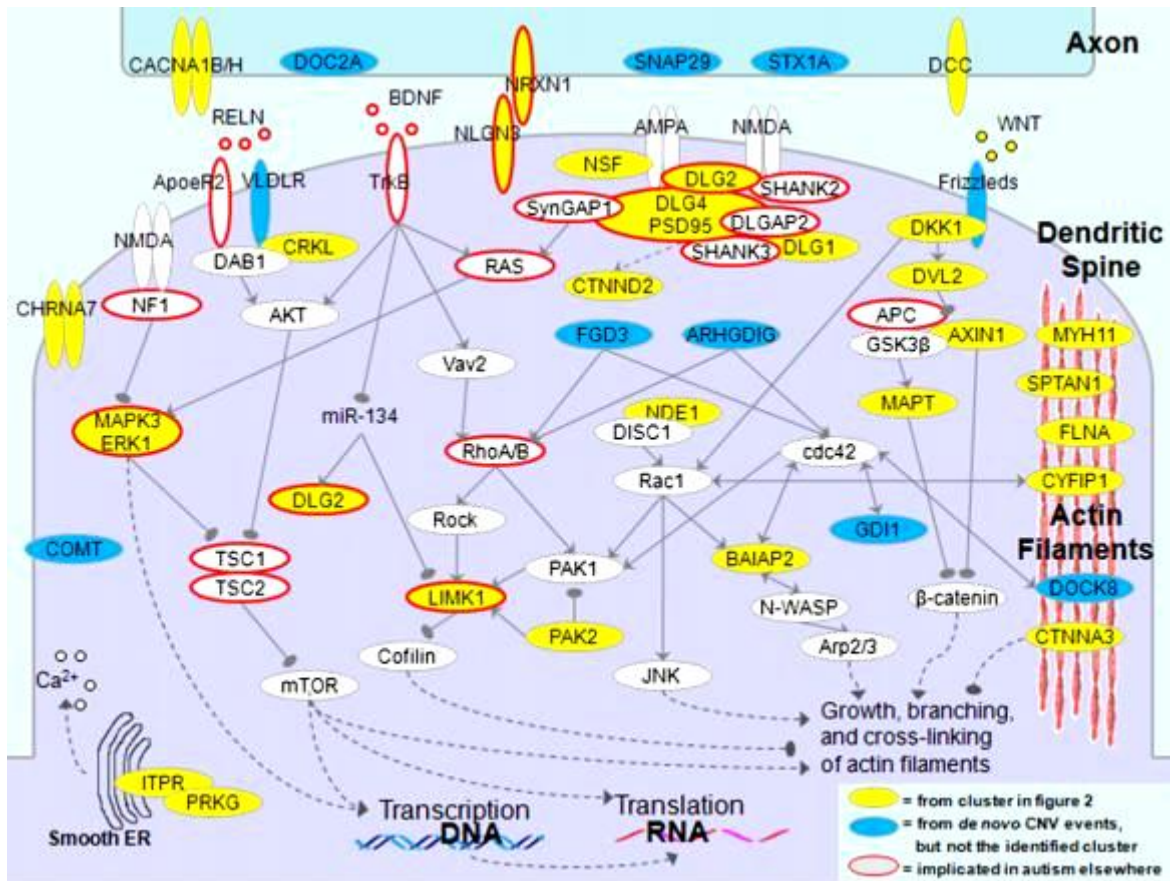 Axon
CACNA1B/H
DOC2A
SNAP29
STX1A
DCC
NRXN1
BDNF
RELN
NLGN3
AMPA
NMDA
WNT
NSF
DLG2
SHANK2
ApoeR2
VLDLR
TrkB
Frizzleds
SynGAP1
DLG4
PSD95
DLGAP2
DKK1
NMDA
DAB1
CRKL
RAS
SHANK3
DLG1
Dendritic
Spine
DVL2
CTNND2
NF1
CHRNA7
AKT
APC
FGD3
ARHGDIG
GSK3β
AXIN1
MYH11
Vav2
SPTAN1
MAPT
MAPK3
ERK1
miR-134
NDE1
DISC1
FLNA
RhoA/B
cdc42
Rac1
CYFIP1
DLG2
Rock
GDI1
Actin
Filaments
COMT
TSC1
TSC2
PAK1
BAIAP2
DOCK8
LIMK1
N-WASP
β-catenin
PAK2
CTNNA3
Arp2/3
Cofilin
Ca2+
mTOR
JNK
Growth, branching,
and cross-linking
of actin filaments
ITPR
PRKG
Smooth ER
Transcription
DNA
Translation
RNA
= from cluster in figure 2
= from de novo CNV events,
but not the identified cluster
= implicated in autism elsewhere